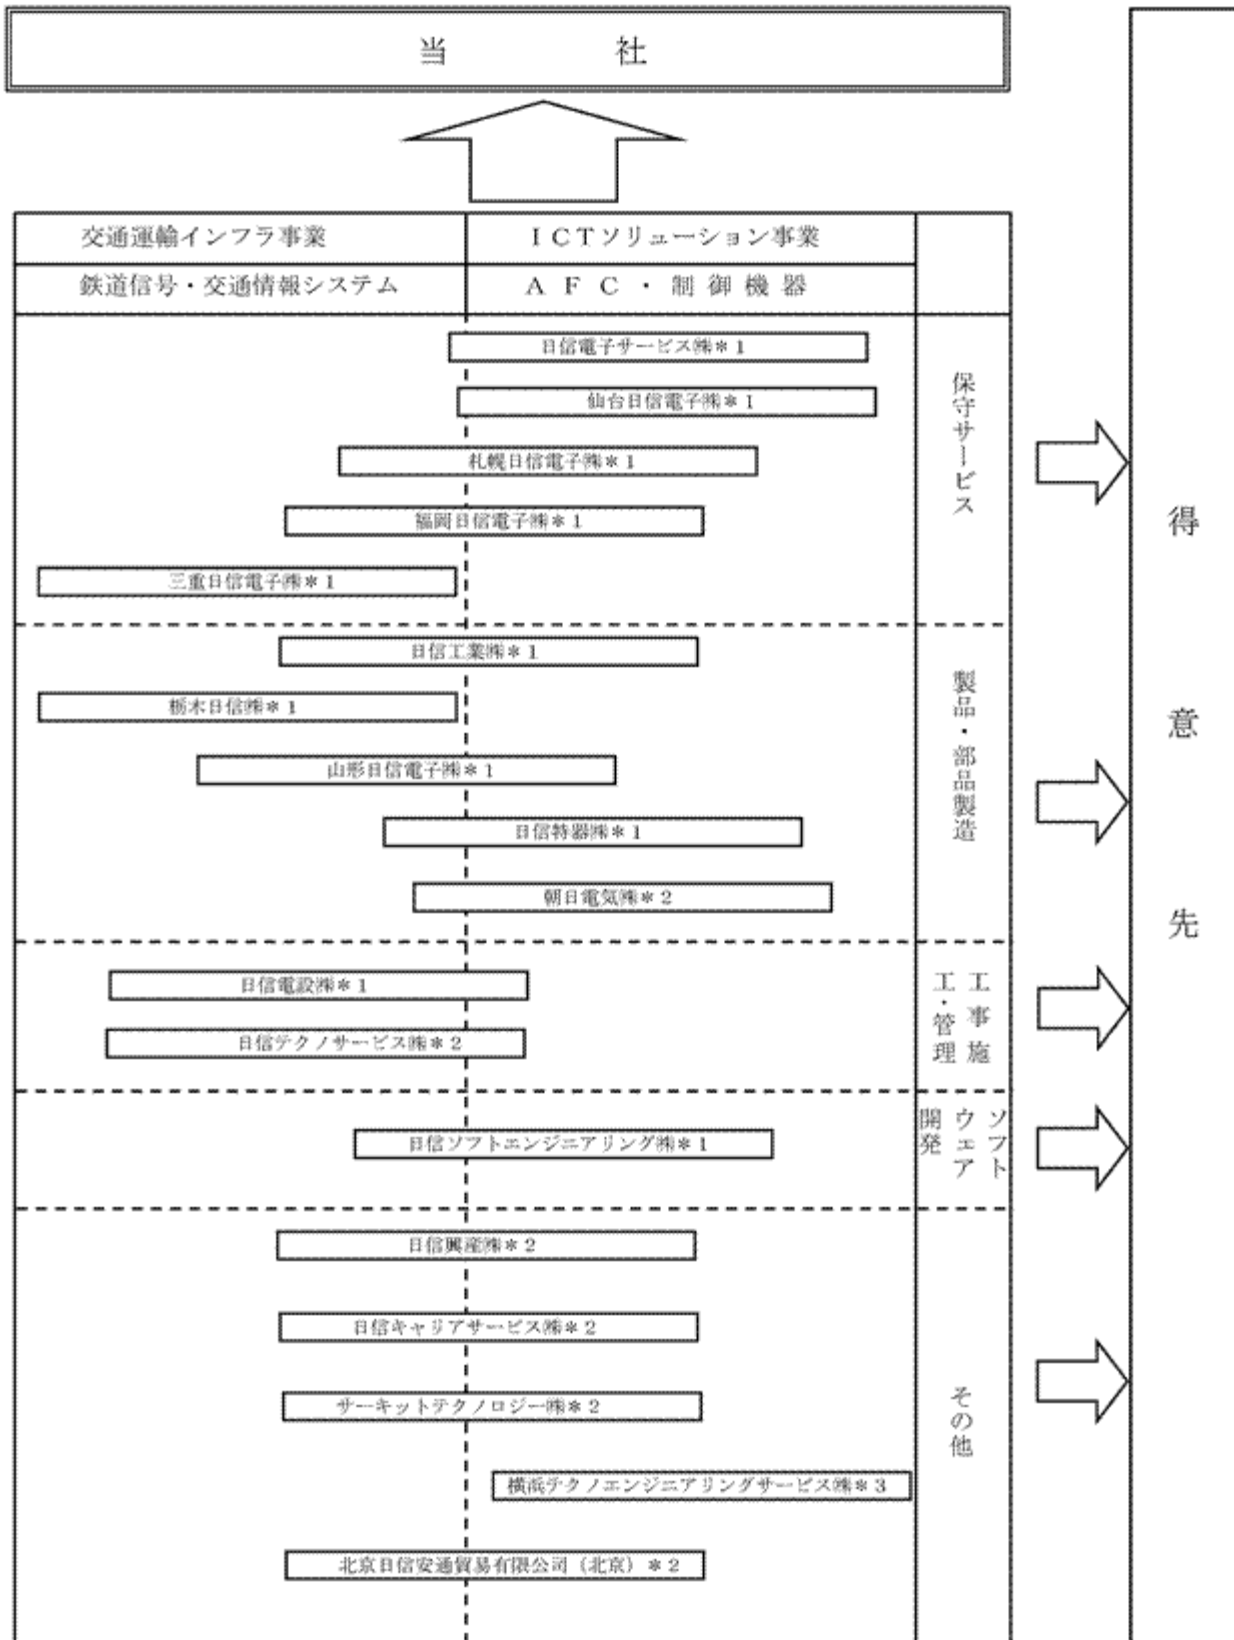 当社
交通運輸インフラ事業
ICTソリューション事業
鉄道信号・交通情報システム
AFC・制御機器
日信電子サービス㈱＊1
仙台日信電子㈱＊1
札幌日信電子㈱＊1
福岡日信電子㈱＊1
三重日信電子㈱＊1
保守サービス
日信工業㈱＊1
栃木日信㈱＊1
山形日信電子㈱＊1
日信特器㈱＊1
朝日電気㈱＊2
製品・部品製造
日信電設㈱＊1
日信テクノサービス㈱＊2
工事施
工・管理
日信ソフトエンジニアリング㈱＊1
ソフト
ウェア
開発
日信興産㈱＊2
日信キャリアサービス㈱＊2
サーキットテクノロジー㈱＊2
横浜テクノエンジニアリングサービス㈱＊3
北京日信安通貿易有限公司（北京）＊2
その他
得意先